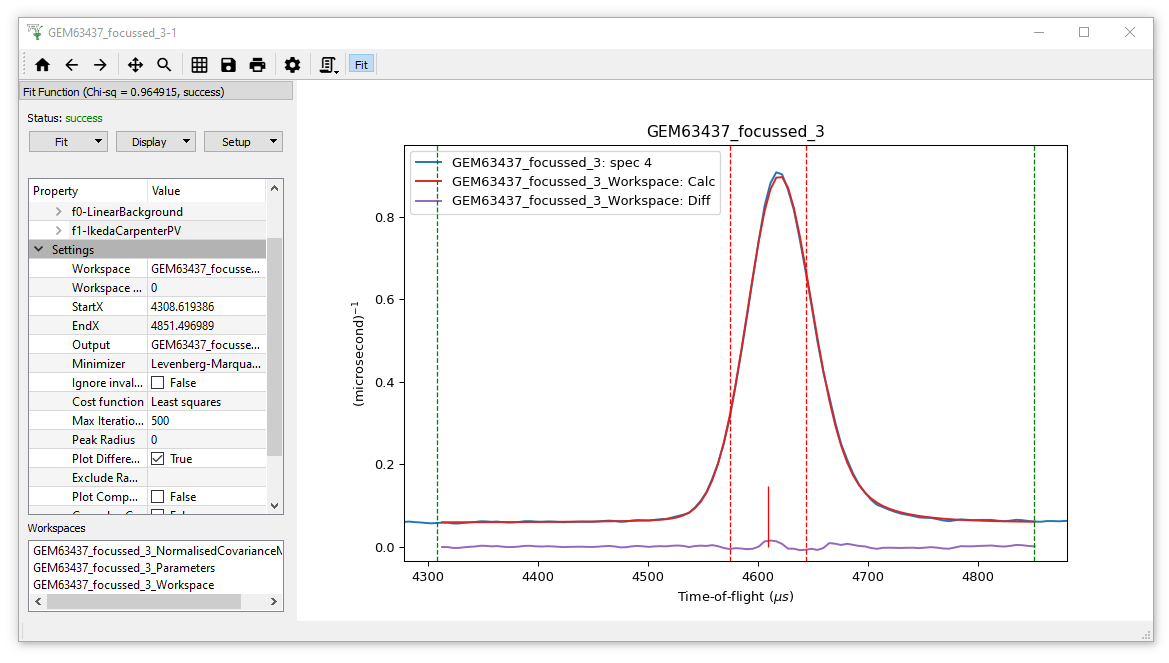 GEM63437_focussed_3-1
Fit
Fit Function (Chi-sq = 0.964915, success)
Status: success
Fit Display Setup
Property Value
f0-LinearBackground
f1-IkedaCarpenterPV
Settings
Workspace GEM63437_focusse...
Workspace ... 0
StartX 4308.619386
EndX 4851.496989
Output GEM63437_focusse...
Minimizer Levenberg-Marqua...
Ignore inval... False
Cost function Least squares
Max Iteratio... 500
Peak Radius 0
Plot Differe... True
Exclude Ra...
Plot Comp... False
Workspaces
GEM63437_focussed_3_NormalisedCovarianceM
GEM63437_focussed_3_Parameters
GEM63437_focussed_3_Workspace
GEM63437_focussed_3
GEM63437_focussed_3: spec 4
GEM63437_focussed_3_Workspace: Calc
GEM63437_focussed_3_Workspace: Diff
(microsecond)⁻¹
0.8
0.6
0.4
0.2
0.0
4300 4400 4500 4600 4700 4800
Time-of-flight (μs)